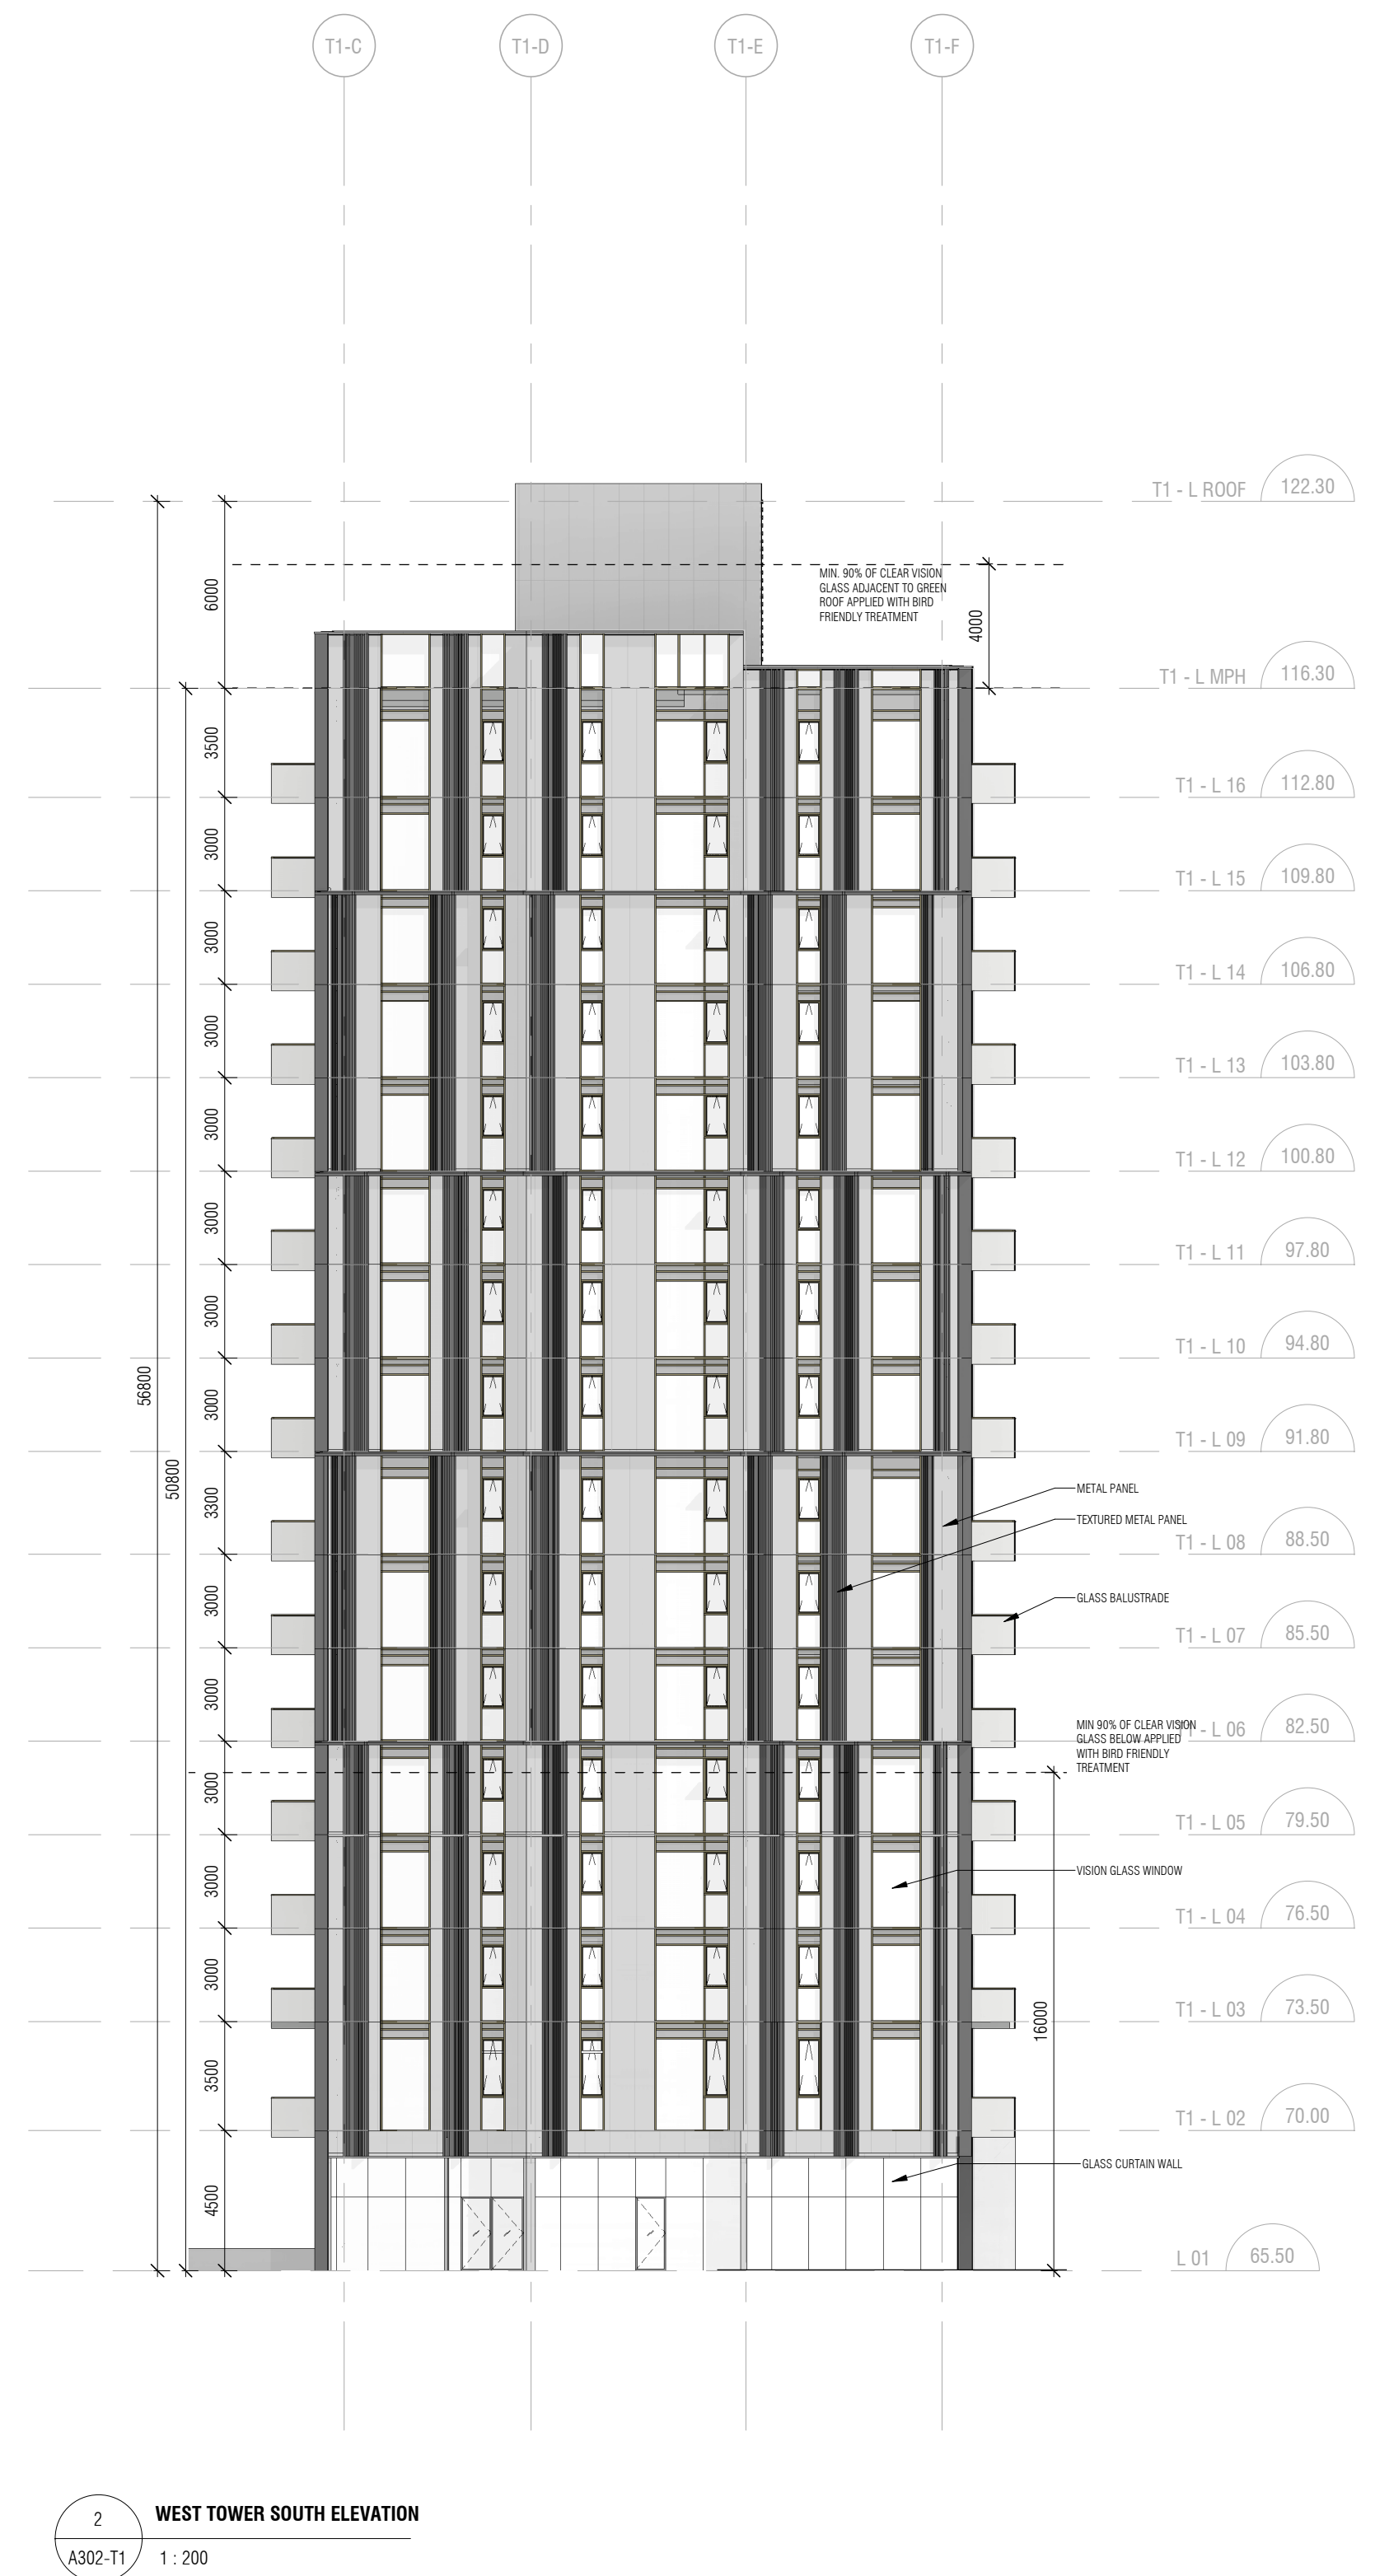 T1-C
T1-D
T1-E
T1-F
T1 - L ROOF 122.30
6000
MIN. 90% OF CLEAR VISION
GLASS ADJACENT TO GREEN
ROOF APPLIED WITH BIRD
FRIENDLY TREATMENT
4000
T1 - L MPH 116.30
3500
T1 - L 16 112.80
3000
T1 - L 15 109.80
3000
T1 - L 14 106.80
3000
T1 - L 13 103.80
3000
T1 - L 12 100.80
3000
T1 - L 11 97.80
3000
T1 - L 10 94.80
56800
3000
T1 - L 09 91.80
50800
3300
METAL PANEL
TEXTURED METAL PANEL
T1 - L 08 88.50
3000
GLASS BALUSTRADE
T1 - L 07 85.50
3000
T1 - L 06 82.50
MIN 90% OF CLEAR VISION
GLASS BELOW APPLIED
WITH BIRD FRIENDLY
TREATMENT
3000
T1 - L 05 79.50
3000
VISION GLASS WINDOW
T1 - L 04 76.50
3000
T1 - L 03 73.50
16000
3500
T1 - L 02 70.00
GLASS CURTAIN WALL
4500
L 01 65.50
2
WEST TOWER SOUTH ELEVATION
A302-T1
1 : 200